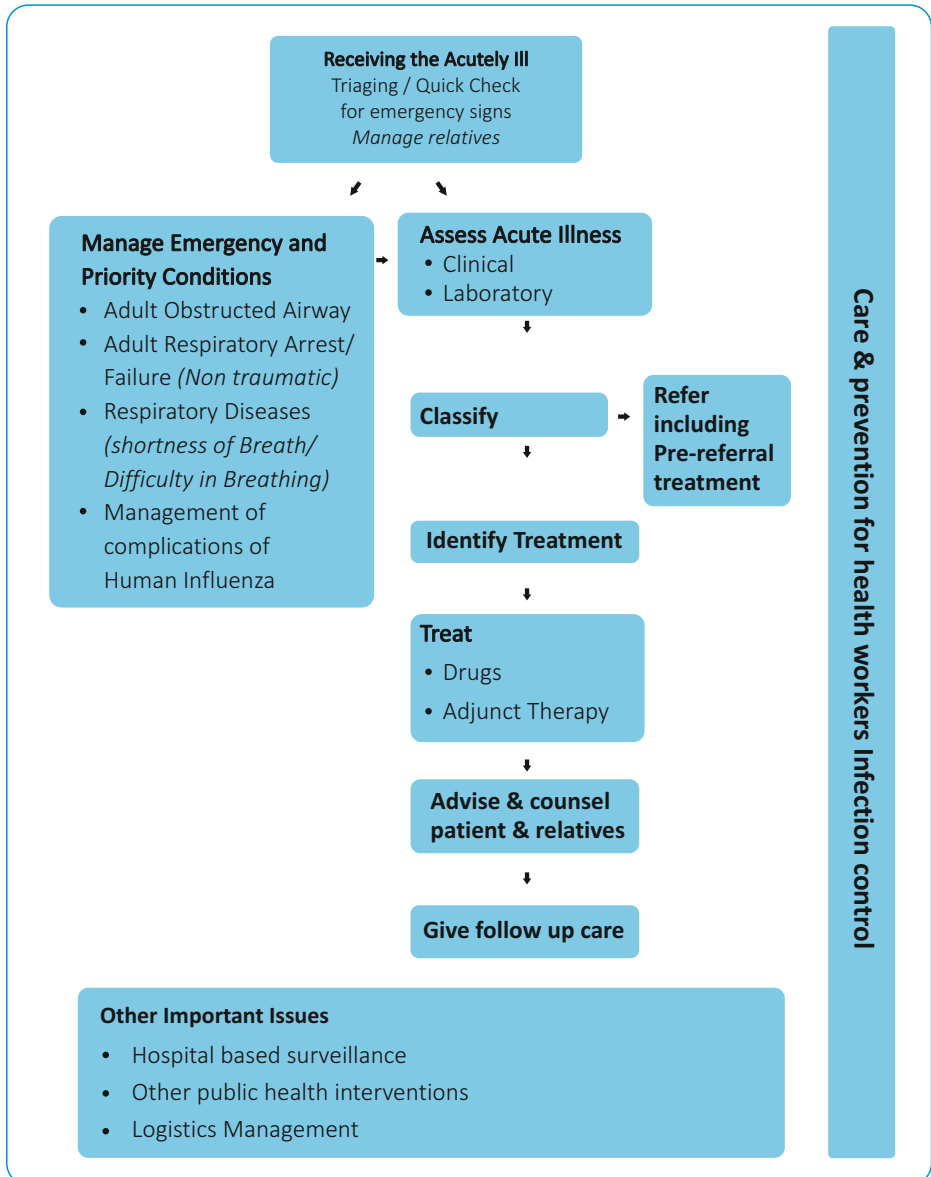 Receiving the Acutely Ill
Triaging / Quick Check
for emergency signs
Manage relatives
Manage Emergency and
Priority Conditions
• Adult Obstructed Airway
• Adult Respiratory Arrest/
Failure (Non traumatic)
• Respiratory Diseases
(shortness of Breath/
Difficulty in Breathing)
• Management of
complications of
Human Influenza
Assess Acute Illness
• Clinical
• Laboratory
Classify
Refer
including
Pre-referral
treatment
Identify Treatment
Treat
• Drugs
• Adjunct Therapy
Advise & counsel
patient & relatives
Give follow up care
Other Important Issues
• Hospital based surveillance
• Other public health interventions
• Logistics Management
Care & prevention for health workers Infection control